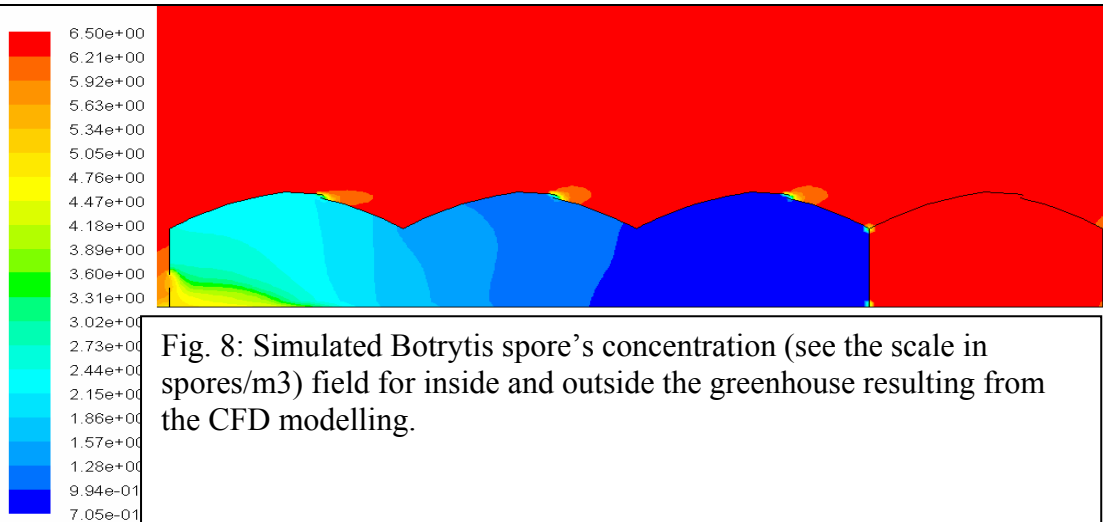 6.50e+00
6.21e+00
5.92e+00
5.63e+00
5.34e+00
5.05e+00
4.76e+00
4.47e+00
4.18e+00
3.89e+00
3.60e+00
3.31e+00
3.02e+00
2.73e+00
2.44e+00
2.15e+00
1.86e+00
1.57e+00
1.28e+00
9.94e-01
7.05e-01
Fig. 8: Simulated Botrytis spore’s concentration (see the scale in
spores/m3) field for inside and outside the greenhouse resulting from
the CFD modelling.